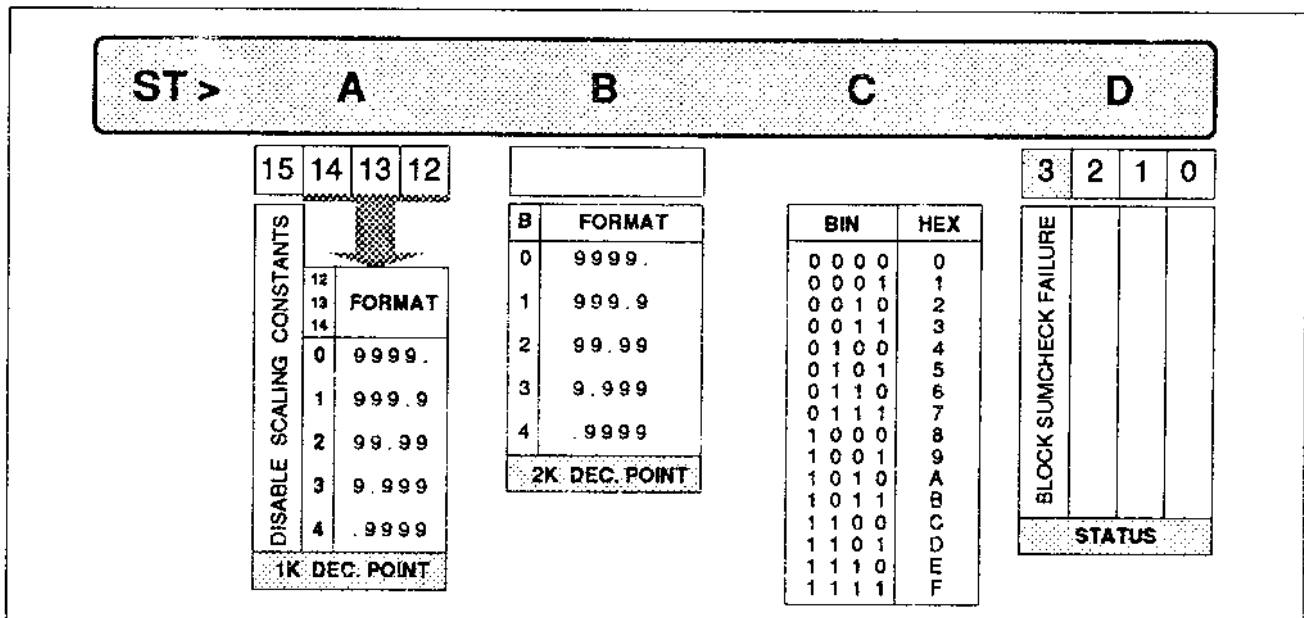 ST > A B C D
15 14 13 12
3 2 1 0
DISABLE SCALING CONSTANTS
12
13
14
FORMAT
0 9999.
1 999.9
2 99.99
3 9.999
4 .9999
1K DEC. POINT
B FORMAT
0 9999.
1 999.9
2 99.99
3 9.999
4 .9999
2K DEC. POINT
BIN HEX
0 0 0 0 0
0 0 0 1 1
0 0 1 0 2
0 0 1 1 3
0 1 0 0 4
0 1 0 1 5
0 1 1 0 6
0 1 1 1 7
1 0 0 0 8
1 0 0 1 9
1 0 1 0 A
1 0 1 1 B
1 1 0 0 C
1 1 0 1 D
1 1 1 0 E
1 1 1 1 F
BLOCK SUMCHECK FAILURE
STATUS